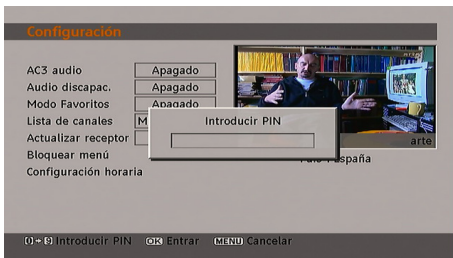 Configuración
AC3 audio Apagado
Audio discapac. Apagado
Modo Favoritos Apagado
Lista de canales M
Introducir PIN
Actualizar receptor
arte
Bloquear menú
España
Configuración horaria
0 → 9 Introducir PIN OK Entrar MENU Cancelar